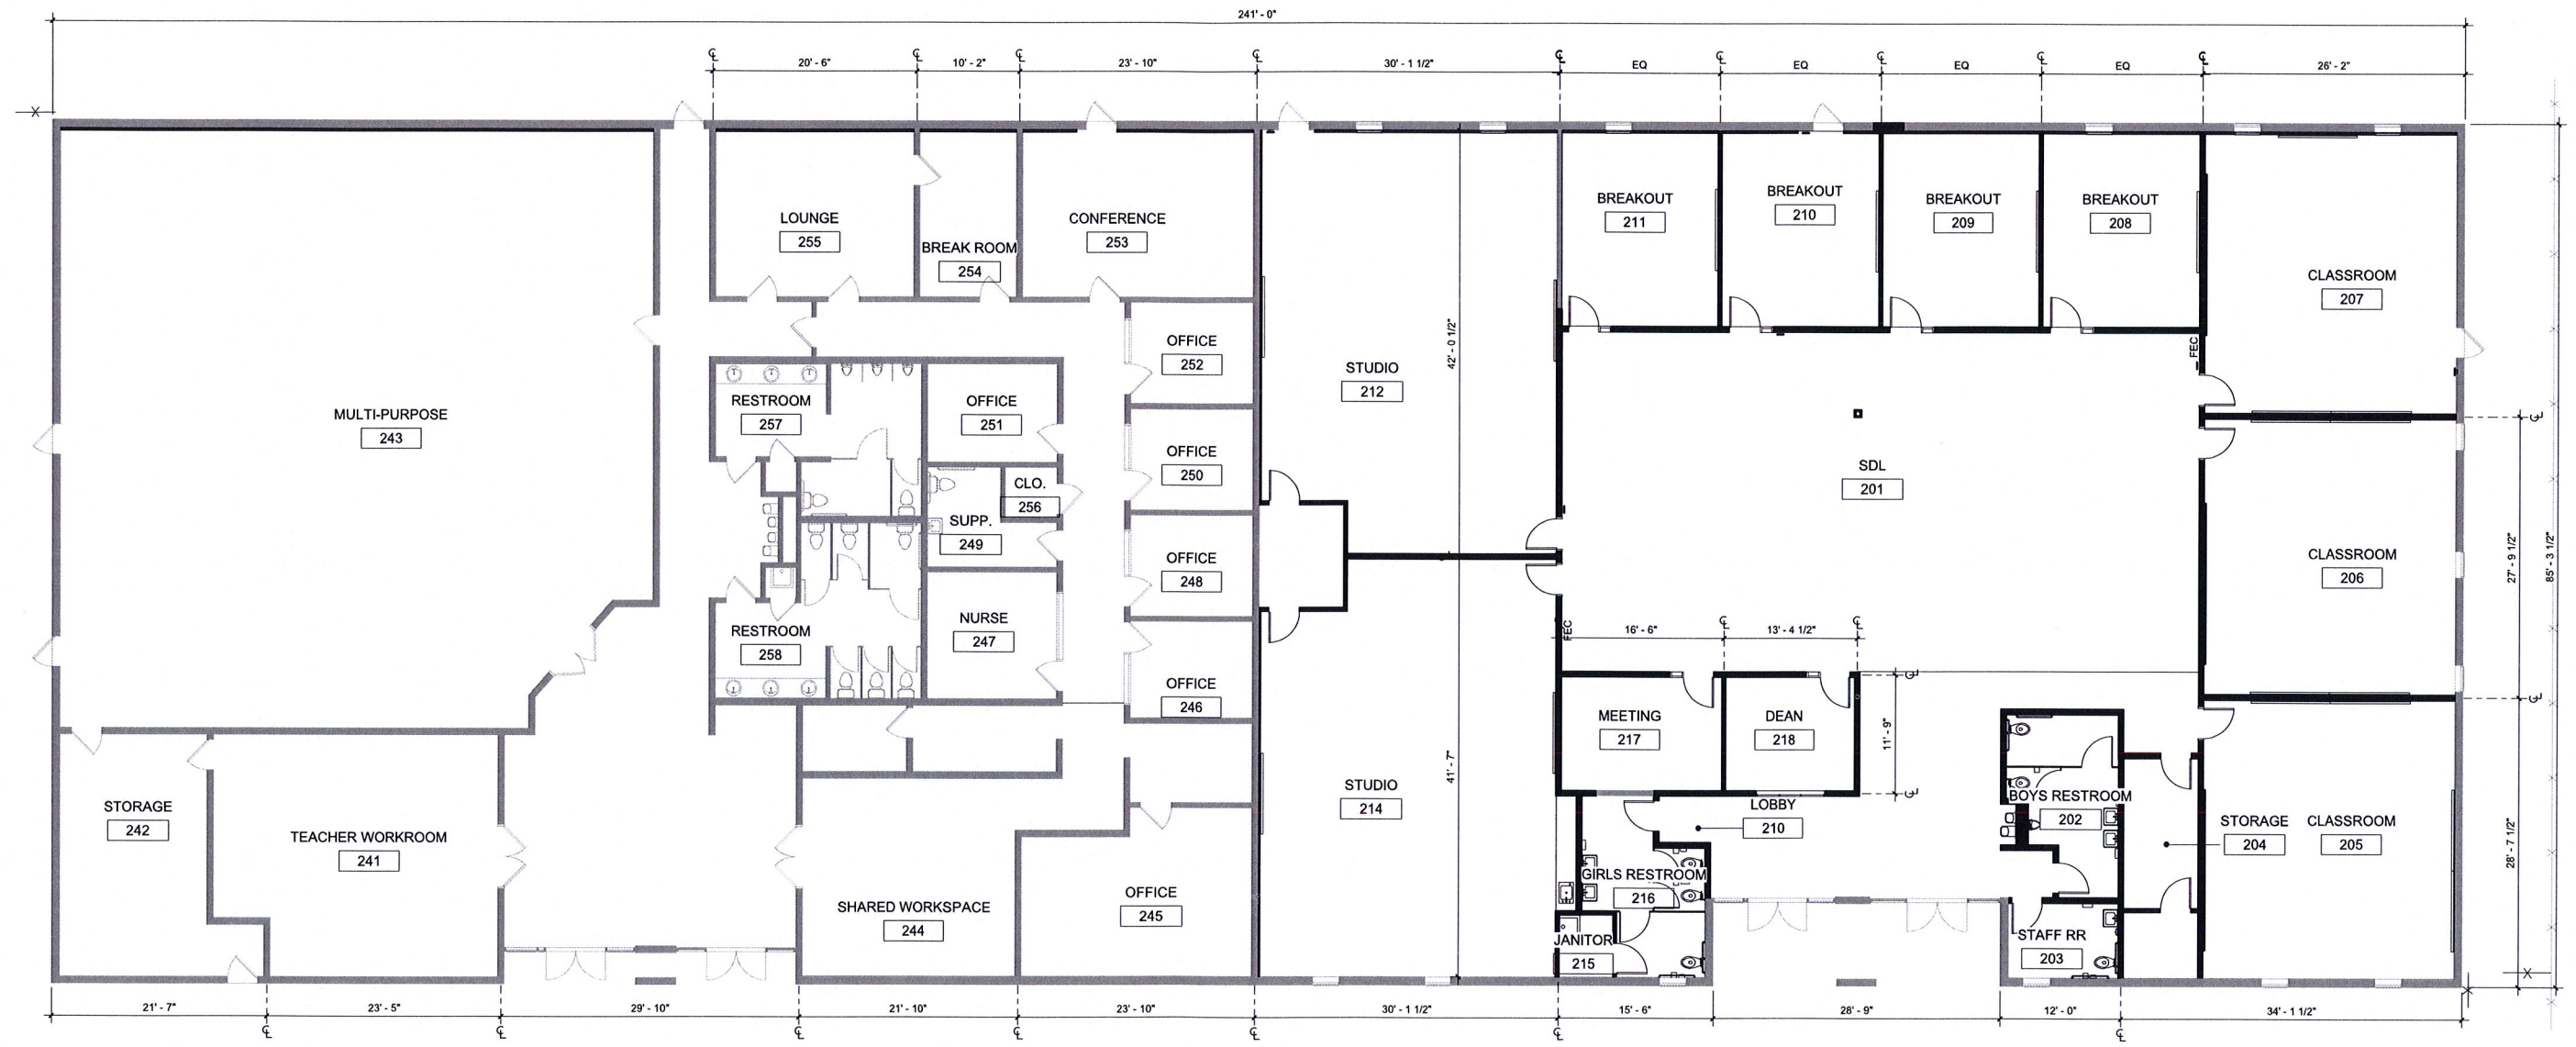 241' - 0"
20' - 6"
10' - 2"
23' - 10"
30' - 1 1/2"
EQ
EQ
EQ
EQ
26' - 2"
X
BREAKOUT
211
BREAKOUT
210
BREAKOUT
209
BREAKOUT
208
LOUNGE
255
BREAK ROOM
254
CONFERENCE
253
CLASSROOM
207
OFFICE
252
42' - 0 1/2"
FEC
STUDIO
212
MULTI-PURPOSE
243
RESTROOM
257
OFFICE
251
OFFICE
250
SDL
201
CLO.
256
SUPP.
249
OFFICE
248
CLASSROOM
206
27' - 9 1/2"
85' - 3 1/2"
RESTROOM
258
NURSE
247
FEC
16' - 6"
13' - 4 1/2"
OFFICE
246
MEETING
217
DEAN
218
11' - 9"
STORAGE
242
TEACHER WORKROOM
241
STUDIO
214
41' - 7"
LOBBY
210
BOYS RESTROOM
202
STORAGE
204
CLASSROOM
205
28' - 7 1/2"
GIRLS RESTROOM
216
SHARED WORKSPACE
244
OFFICE
245
JANITOR
215
STAFF RR
203
X
21' - 7"
23' - 5"
29' - 10"
21' - 10"
23' - 10"
30' - 1 1/2"
15' - 6"
28' - 9"
12' - 0"
34' - 1 1/2"